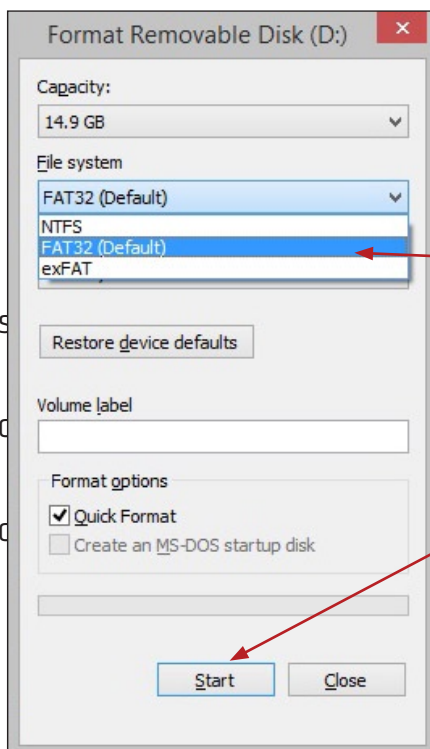 Format Removable Disk (D:)
Capacity:
14.9 GB
File system
FAT32 (Default)
NTFS
FAT32 (Default)
exFAT
Restore device defaults
Volume label
Format options
Quick Format
Create an MS-DOS startup disk
Start Close